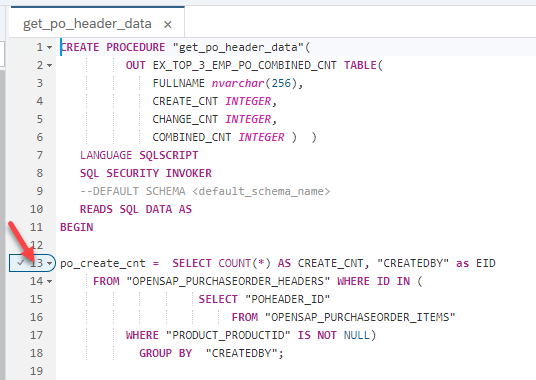 get_po_header_data ×
1 CREATE PROCEDURE "get_po_header_data"(
2 OUT EX_TOP_3_EMP_PO_COMBINED_CNT TABLE(
3 FULLNAME nvarchar(256),
4 CREATE_CNT INTEGER,
5 CHANGE_CNT INTEGER,
6 COMBINED_CNT INTEGER ) )
7 LANGUAGE SQLSCRIPT
8 SQL SECURITY INVOKER
9 --DEFAULT SCHEMA <default_schema_name>
10 READS SQL DATA AS
11 BEGIN
12
13 po_create_cnt = SELECT COUNT(*) AS CREATE_CNT, "CREATEDBY" as EID
14 FROM "OPENSAP_PURCHASEORDER_HEADERS" WHERE ID IN (
15 SELECT "POHEADER_ID"
16 FROM "OPENSAP_PURCHASEORDER_ITEMS"
17 WHERE "PRODUCT_PRODUCTID" IS NOT NULL)
18 GROUP BY "CREATEDBY";